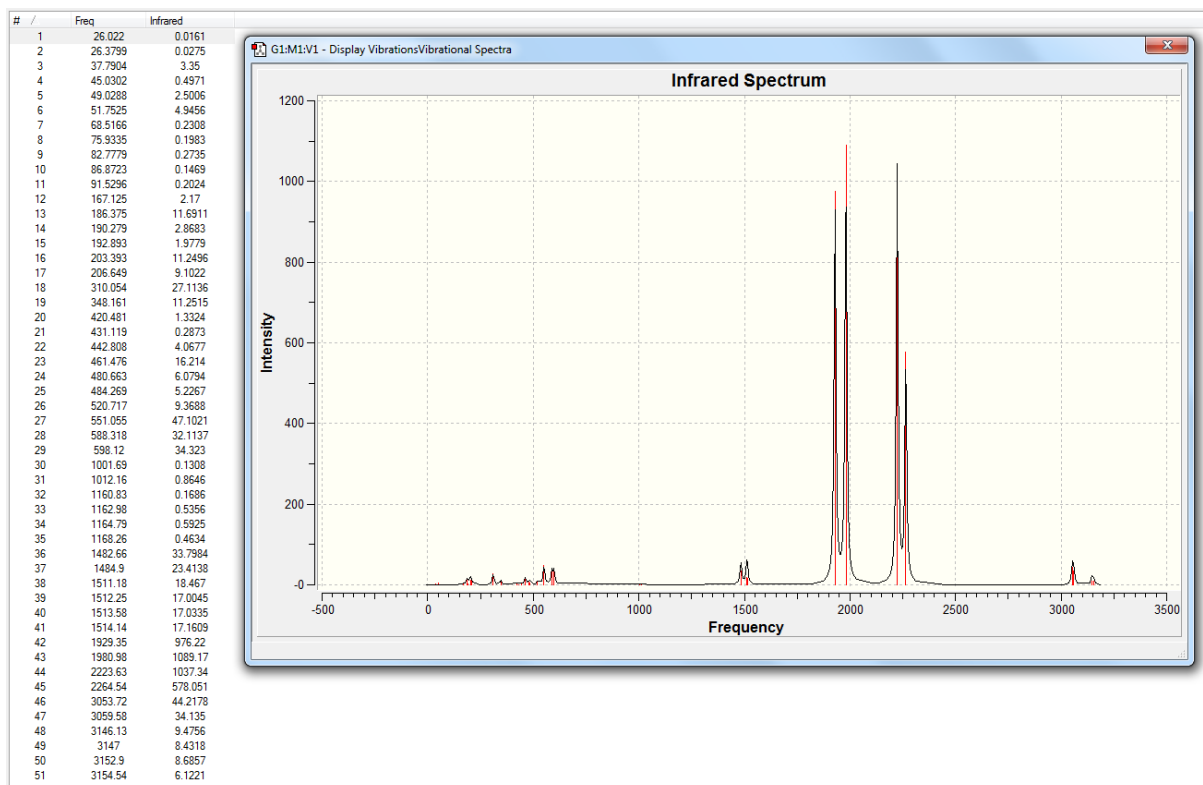 # / Freq Infrared
1 26.022 0.0161
2 26.3799 0.0275
3 37.7904 3.35
4 45.0302 0.4971
5 49.0288 2.5006
6 51.7525 4.9456
7 68.5166 0.2308
8 75.9335 0.1983
9 82.7779 0.2735
10 86.8723 0.1469
11 91.5296 0.2024
12 167.125 2.17
13 186.375 11.6911
14 190.279 2.8683
15 192.893 1.9779
16 203.393 11.2496
17 206.649 9.1022
18 310.054 27.1136
19 348.161 11.2515
20 420.481 1.3324
21 431.119 0.2873
22 442.808 4.0677
23 461.476 16.214
24 480.663 6.0794
25 484.269 5.2267
26 520.717 9.3688
27 551.055 47.1021
28 588.318 32.1137
29 598.12 34.323
30 1001.69 0.1308
31 1012.16 0.8646
32 1160.83 0.1686
33 1162.98 0.5356
34 1164.79 0.5925
35 1168.26 0.4634
36 1482.66 33.7984
37 1484.9 23.4138
38 1511.18 18.467
39 1512.25 17.0045
40 1513.58 17.0335
41 1514.14 17.1609
42 1929.35 976.22
43 1980.98 1089.17
44 2223.63 1037.34
45 2264.54 578.051
46 3053.72 44.2178
47 3059.58 34.135
48 3146.13 9.4756
49 3147 8.4318
50 3152.9 8.6857
51 3154.54 6.1221
G1:M1:V1 - Display VibrationsVibrational Spectra
Infrared Spectrum
1200
1000
800
600
400
200
-0
Intensity
-500 0 500 1000 1500 2000 2500 3000 3500
Frequency